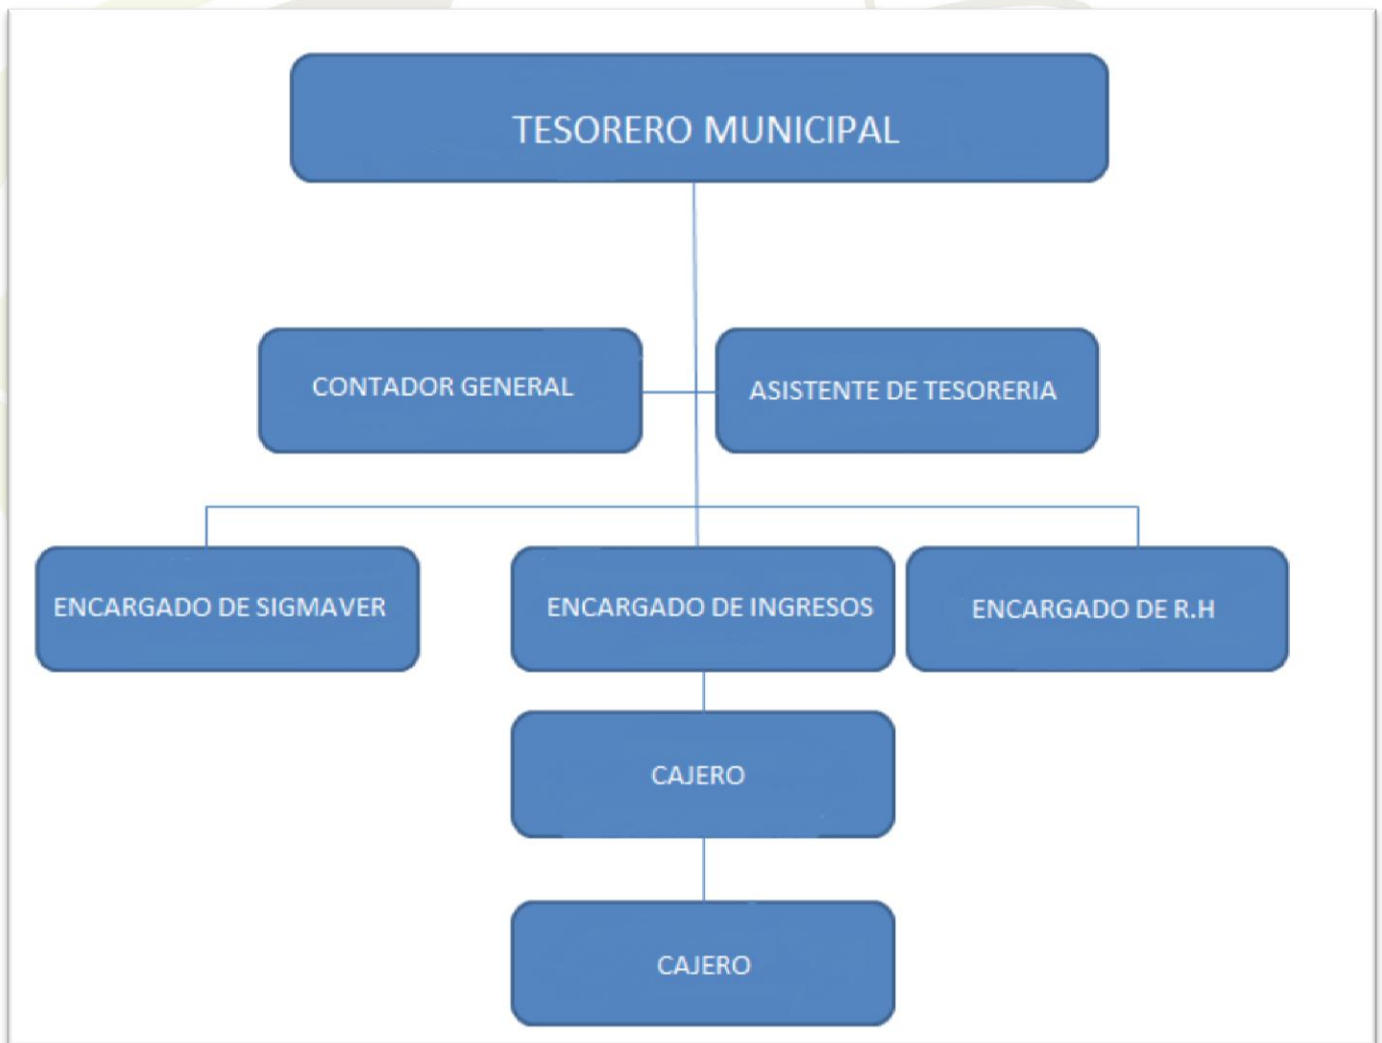 TESORERO MUNICIPAL
CONTADOR GENERAL
ASISTENTE DE TESORERIA
ENCARGADO DE SIGMAVER
ENCARGADO DE INGRESOS
ENCARGADO DE R.H
CAJERO
CAJERO